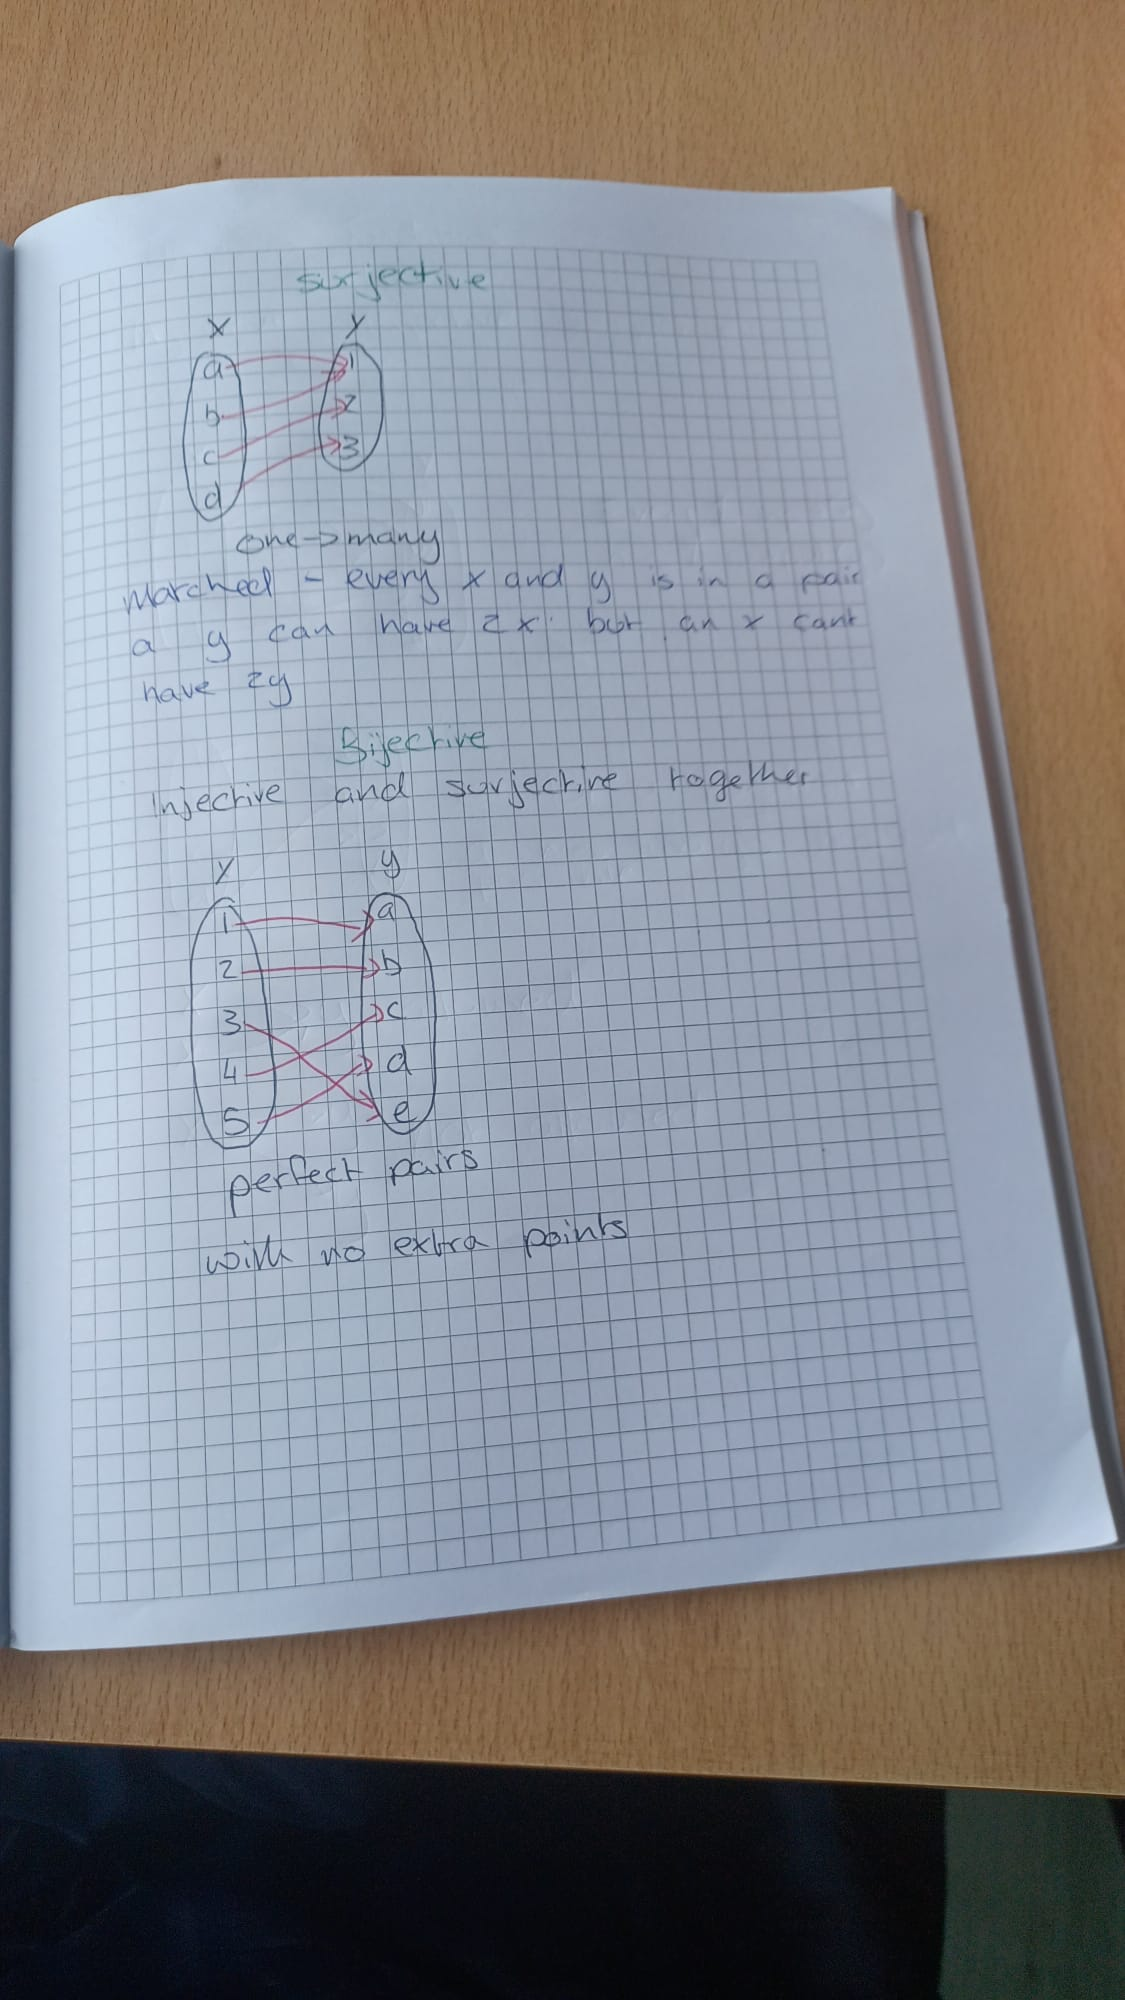 surjective
X Y
a 1
b 2
c 3
d
one->many
Matched - every x and y is in a pair
a y can have 2x but an x cant
have 2y
Bijective
Injective and surjective together
X y
1 a
2 b
3 c
4 d
5 e
perfect pairs
with no extra points